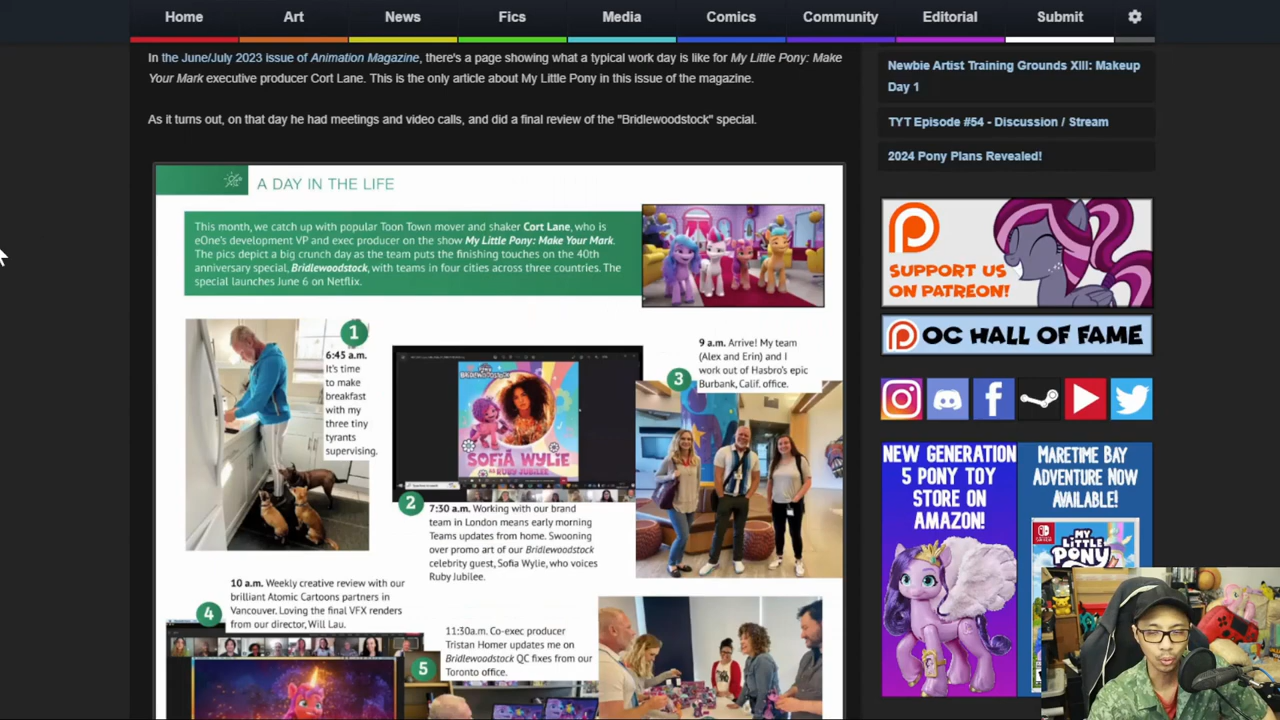 Home
Art
News
Fics
Media
Comics
Community
Editorial
Submit
In the June/July 2023 issue of Animation Magazine, there's a page showing what a typical work day is like for My Little Pony: Make
Your Mark executive producer Cort Lane. This is the only article about My Little Pony in this issue of the magazine.
As it turns out, on that day he had meetings and video calls, and did a final review of the "Bridlewoodstock" special.
A DAY IN THE LIFE
This month, we catch up with popular Toon Town mover and shaker Cort Lane, who is
eOne's development VP and exec producer on the show My Little Pony: Make Your Mark.
The pics depict a big crunch day as the team puts the finishing touches on the 40th
anniversary special, Bridlewoodstock, with teams in four cities across three countries. The
special launches June 6 on Netflix.
1
6:45 a.m.
It's time
to make
breakfast
with my
three tiny
tyrants
supervising.
BRIDLEWOODSTOCK
SOFIA WYLIE
AS RUBY JUBILEE
2
7:30 a.m. Working with our brand
team in London means early morning
Teams updates from home. Swooning
over promo art of our Bridlewoodstock
celebrity guest, Sofia Wylie, who voices
Ruby Jubilee.
3
9 a.m. Arrive! My team
(Alex and Erin) and I
work out of Hasbro's epic
Burbank, Calif. office.
4
10 a.m. Weekly creative review with our
brilliant Atomic Cartoons partners in
Vancouver. Loving the final VFX renders
from our director, Will Lau.
5
11:30a.m. Co-exec producer
Tristan Homer updates me on
Bridlewoodstock QC fixes from our
Toronto office.
Newbie Artist Training Grounds XIII: Makeup
Day 1
TYT Episode #54 - Discussion / Stream
2024 Pony Plans Revealed!
SUPPORT US
ON PATREON!
OC HALL OF FAME
NEW GENERATION
5 PONY TOY
STORE ON
AMAZON!
MARETIME BAY
ADVENTURE NOW
AVAILABLE!
MY LITTLE
PONY